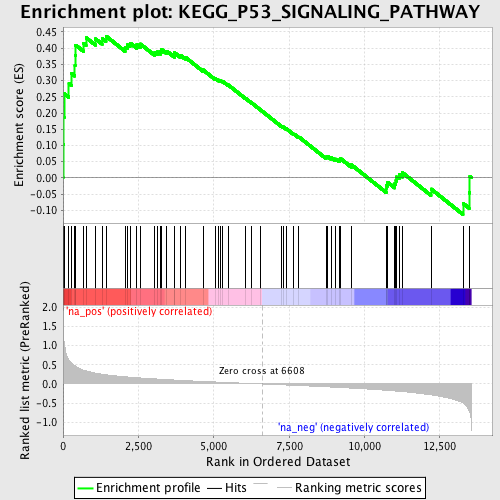 Enrichment plot: KEGG_P53_SIGNALING_PATHWAY
Enrichment score (ES)
0.45
0.40
0.35
0.30
0.25
0.20
0.15
0.10
0.05
0.00
-0.05
-0.10
'na_pos' (positively correlated)
Ranked list metric (PreRanked)
2.0
1.5
1.0
0.5
0.0
-0.5
-1.0
Zero cross at 6608
'na_neg' (negatively correlated)
0
2,500
5,000
7,500
10,000
12,500
Rank in Ordered Dataset
Enrichment profile
Hits
Ranking metric scores